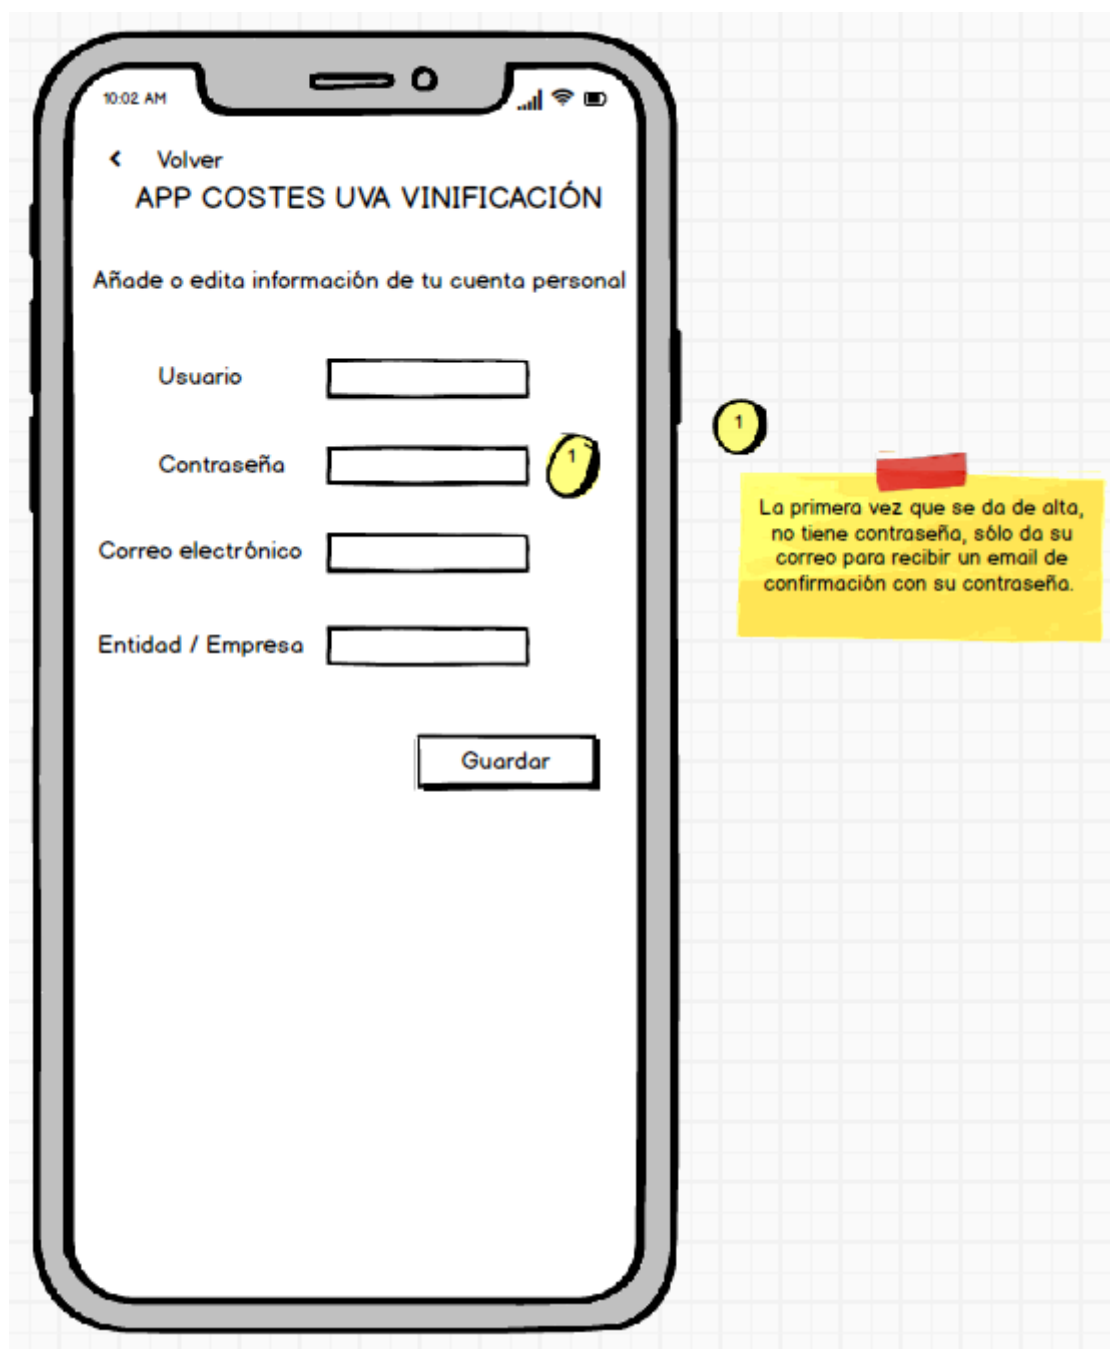 10:02 AM
Volver
APP COSTES UVA VINIFICACIÓN
Añade o edita información de tu cuenta personal
Usuario
Contraseña
1
Correo electrónico
Entidad / Empresa
Guardar
1
La primera vez que se da de alta,
no tiene contraseña, sólo da su
correo para recibir un email de
confirmación con su contraseña.